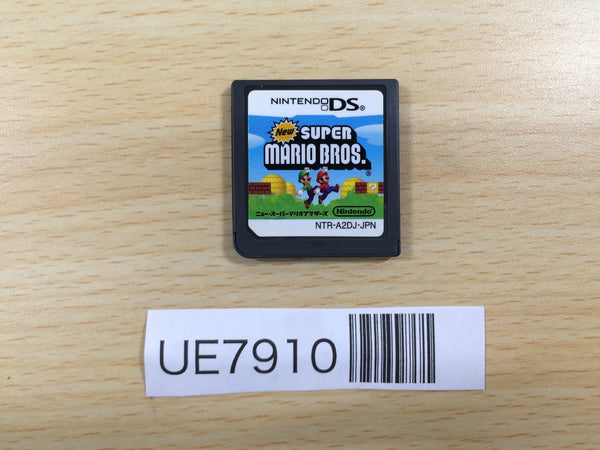 NINTENDO DS®
New SUPER
MARIO BROS.®
ニュー・スーパーマリオブラザーズ
Nintendo
NTR-A2DJ-JPN
UE7910